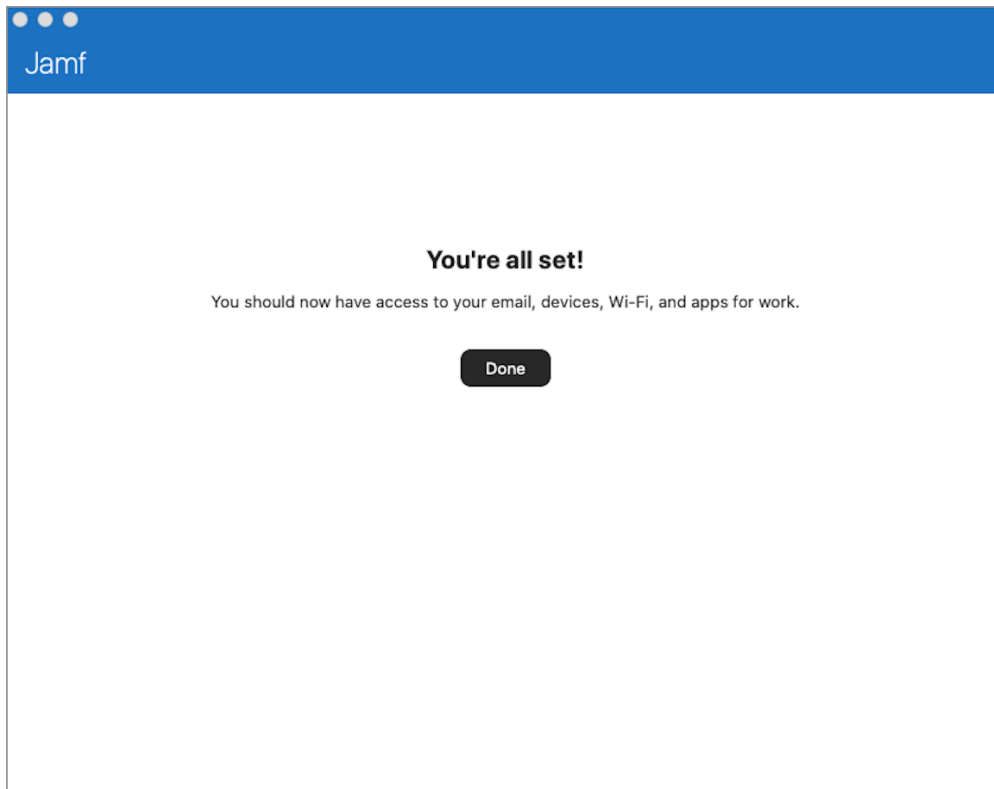 Jamf
You're all set!
You should now have access to your email, devices, Wi-Fi, and apps for work.
Done